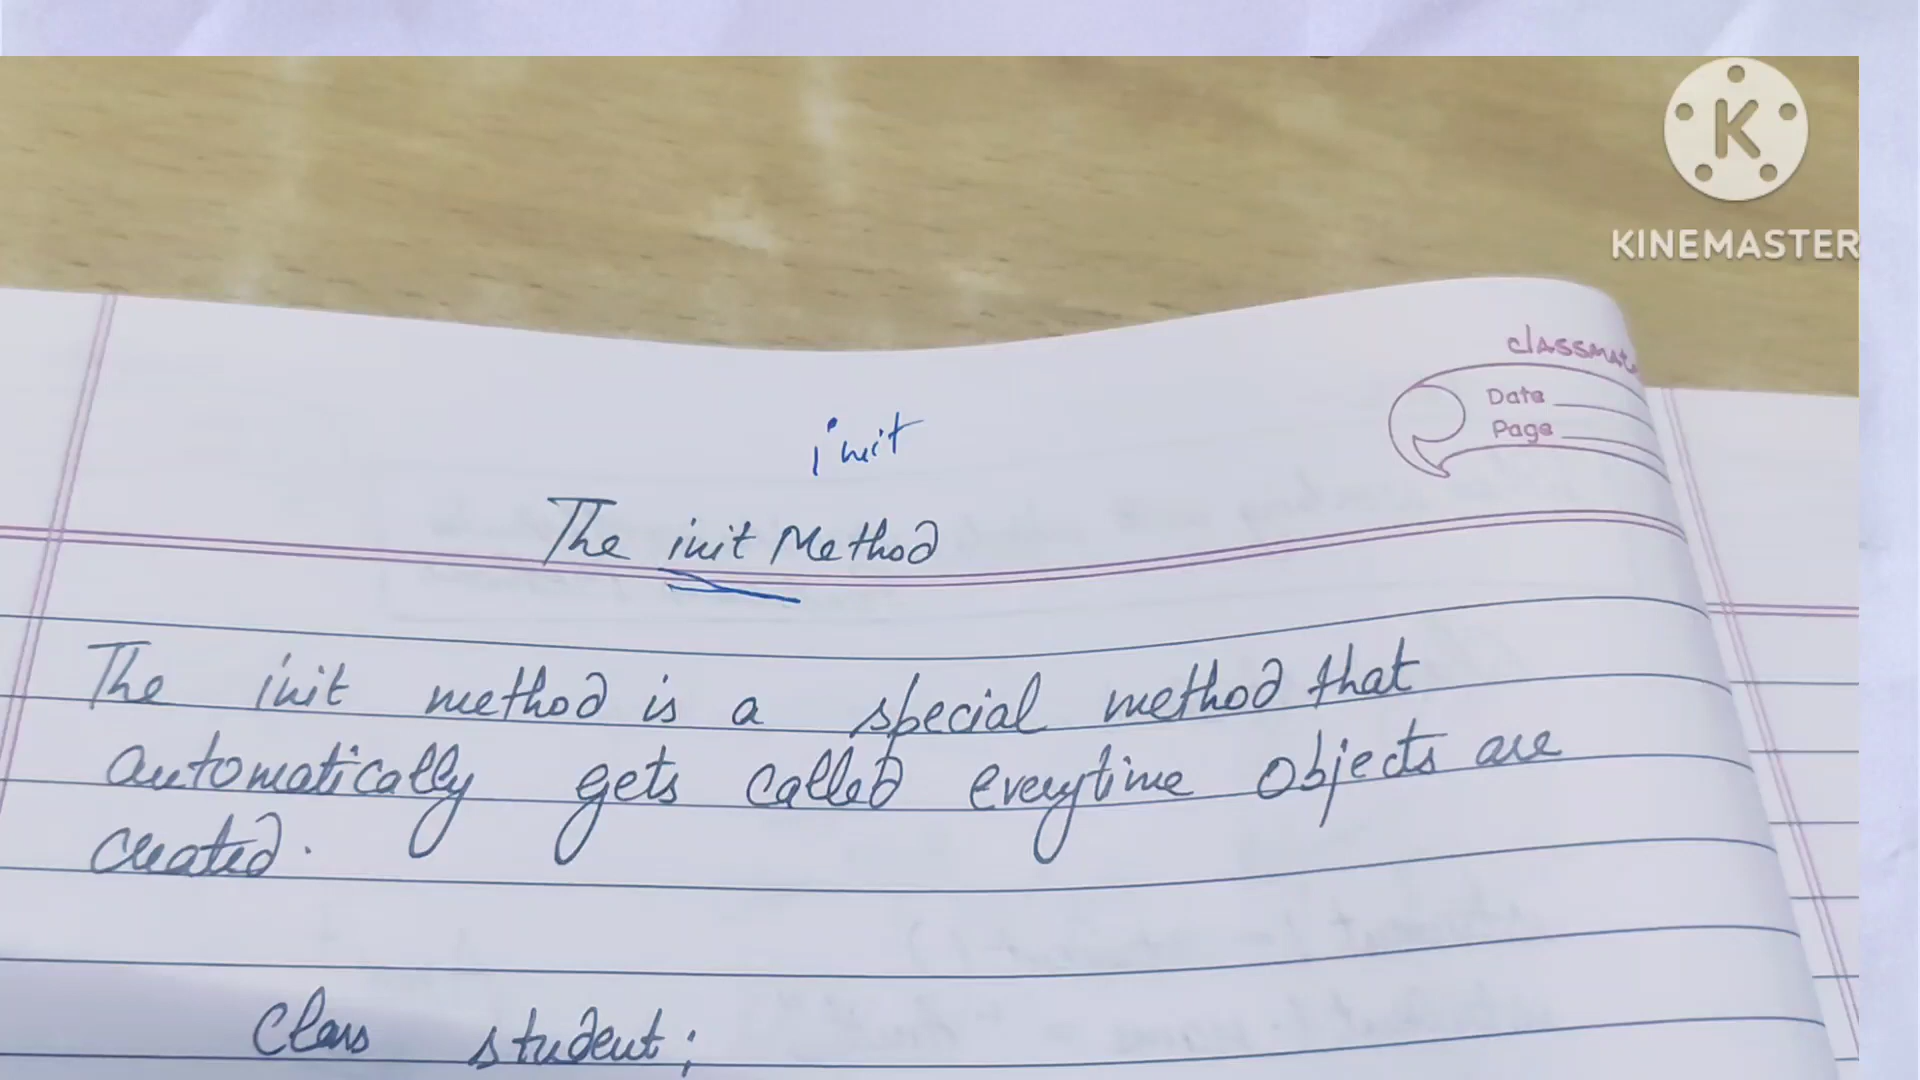 KINEMASTER
classmate
Date
Page
init
The init Method
The init method is a special method that
automatically gets called everytime objects are
created.
Class student;